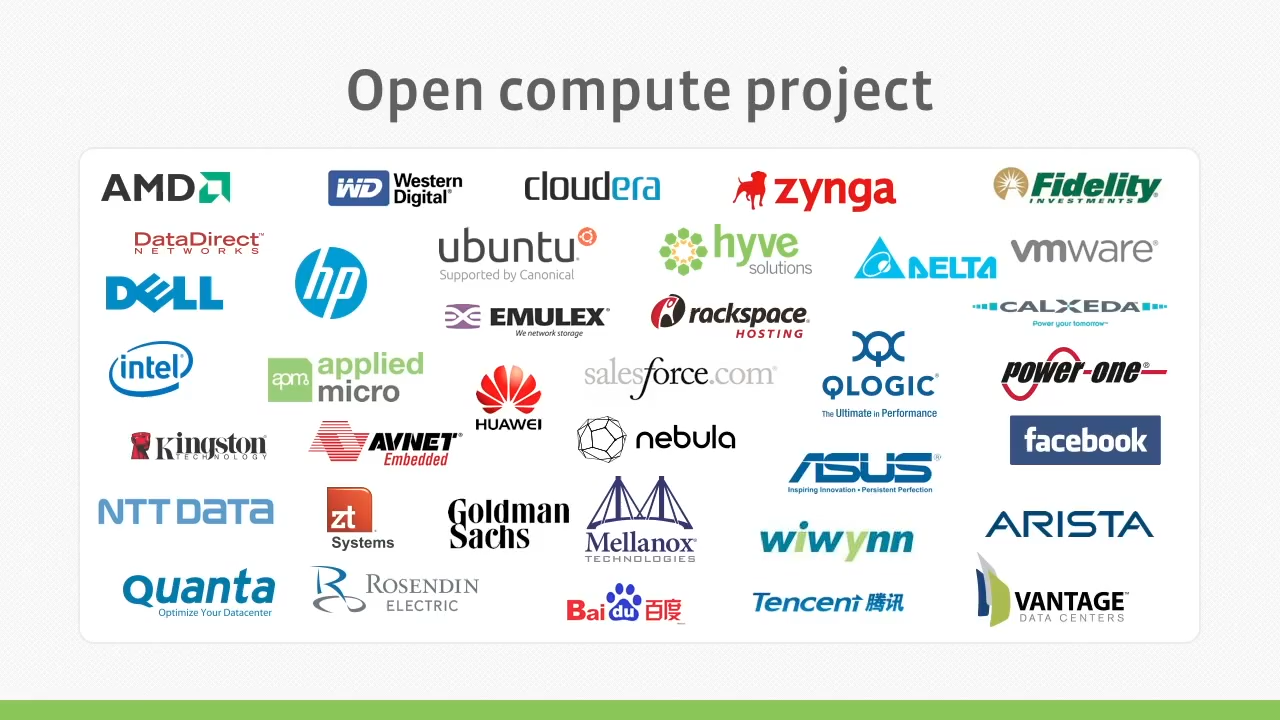 Open compute project
AMD
WD Western Digital®
cloudera
zynga
Fidelity
INVESTMENTS
DataDirect™
NETWORKS
DELL
hp
ubuntu®
Supported by Canonical
hyve
solutions
DELTA
vmware®
EMULEX®
We network storage
rackspace®
HOSTING
CALXEDA
Power your tomorrow™
intel®
apm applied
micro
HUAWEI
salesforce.com®
QLOGIC®
The Ultimate in Performance
power-one®
KINGSTON
TECHNOLOGY
AVNET®
Embedded
nebula
facebook
ASUS®
Inspiring Innovation • Persistent Perfection
NTT DATA
zt
Systems
Goldman
Sachs
Mellanox®
TECHNOLOGIES
wiwynn
ARISTA
Quanta
Optimize Your Datacenter
R ROSENDIN
ELECTRIC
Bai du 百度
Tencent 腾讯
VANTAGE™
DATA CENTERS